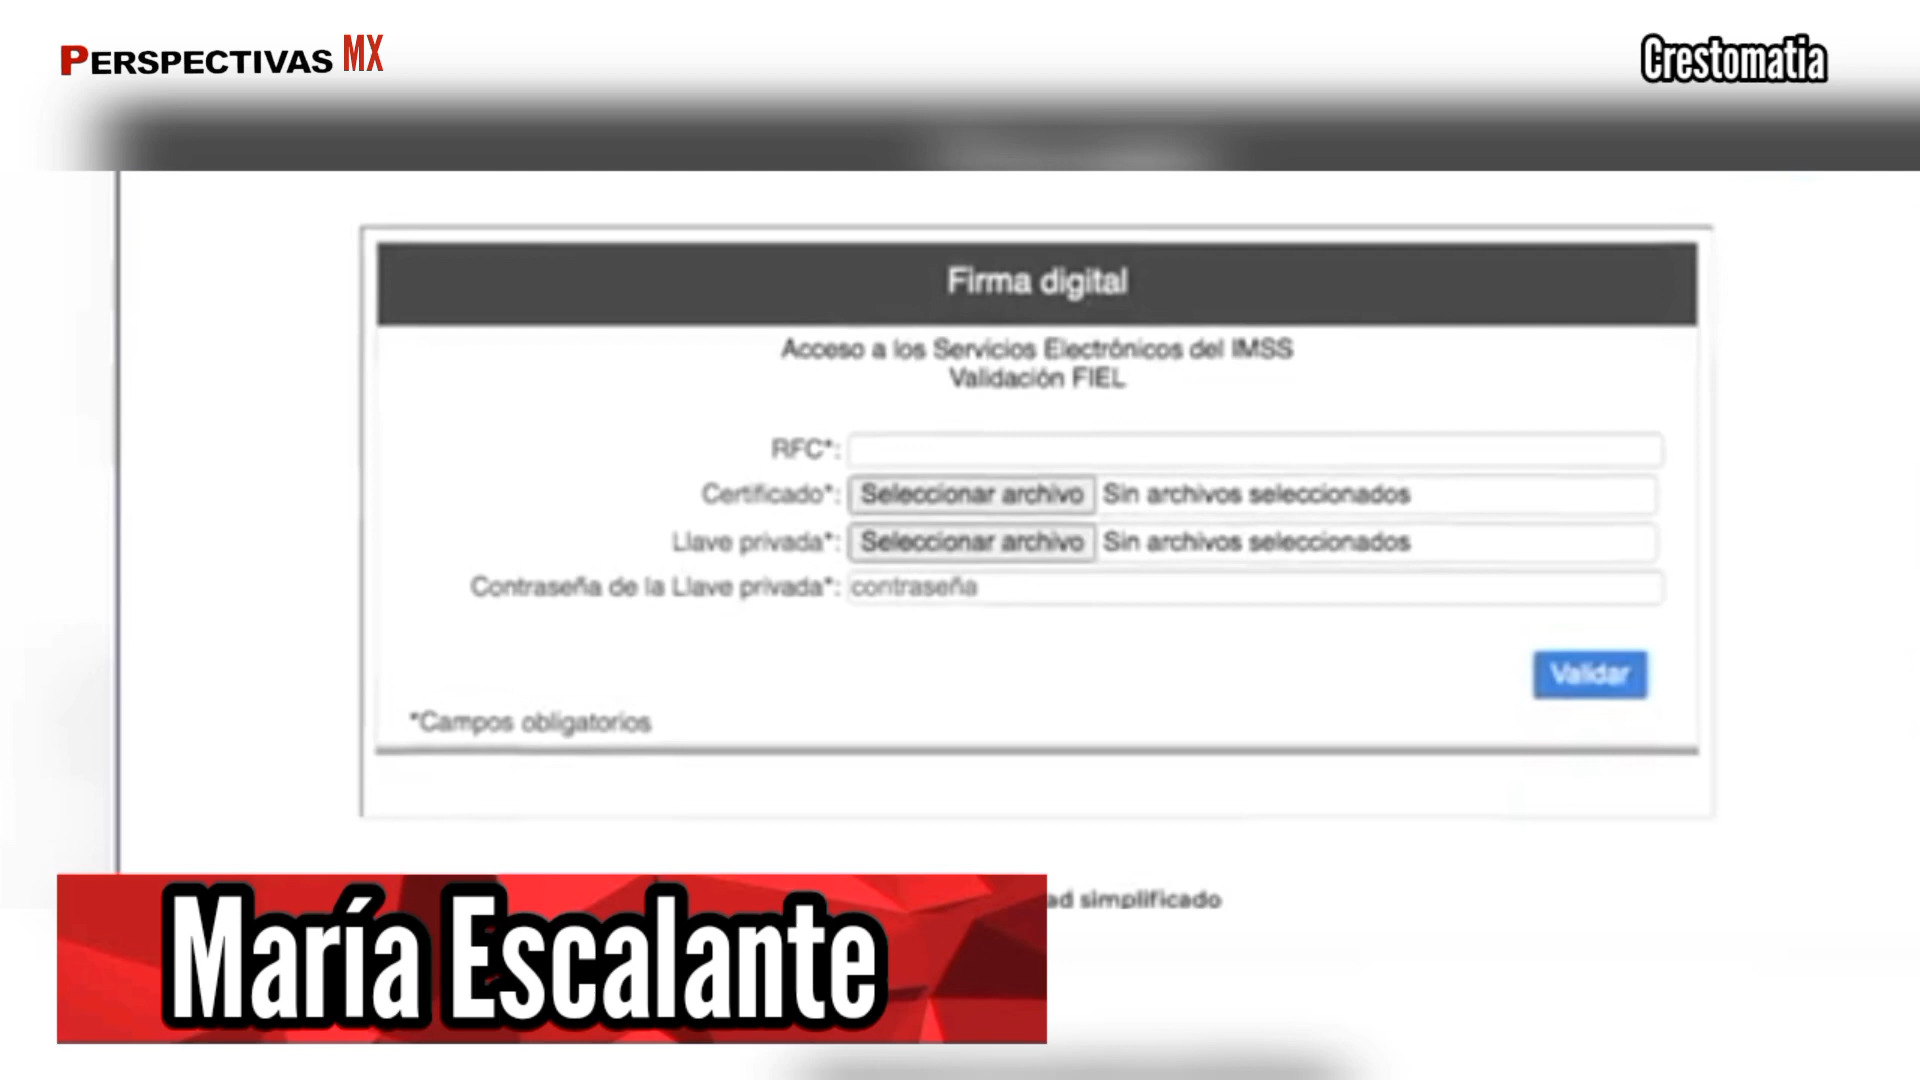 PERSPECTIVAS MX
Crestomatia
Firma digital
Acceso a los Servicios Electrónicos del IMSS
Validación FIEL
RFC*:
Certificado*: Seleccionar archivo Sin archivos seleccionados
Llave privada*: Seleccionar archivo Sin archivos seleccionados
Contraseña de la Llave privada*: contraseña
Validar
*Campos obligatorios
ad simplificado
María Escalante